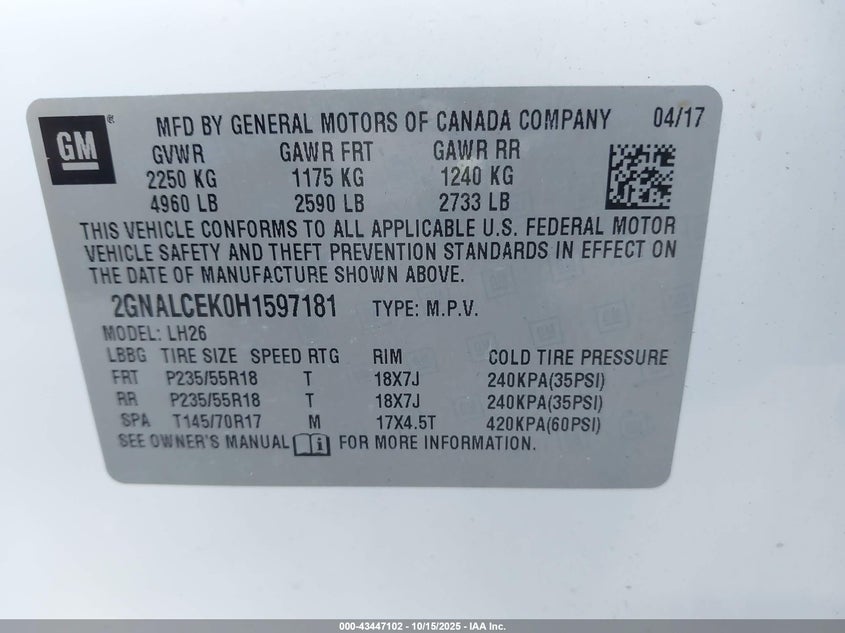 GM ®
MFD BY GENERAL MOTORS OF CANADA COMPANY 04/17
GVWR GAWR FRT GAWR RR
2250 KG 1175 KG 1240 KG
4960 LB 2590 LB 2733 LB
THIS VEHICLE CONFORMS TO ALL APPLICABLE U.S. FEDERAL MOTOR
VEHICLE SAFETY AND THEFT PREVENTION STANDARDS IN EFFECT ON
THE DATE OF MANUFACTURE SHOWN ABOVE.
2GNALCEK0H1597181 TYPE: M.P.V.
MODEL: LH26
LBBG TIRE SIZE SPEED RTG RIM COLD TIRE PRESSURE
FRT P235/55R18 T 18X7J 240KPA(35PSI)
RR P235/55R18 T 18X7J 240KPA(35PSI)
SPA T145/70R17 M 17X4.5T 420KPA(60PSI)
SEE OWNER'S MANUAL FOR MORE INFORMATION.
000-43447102 - 10/15/2025 - IAA Inc.